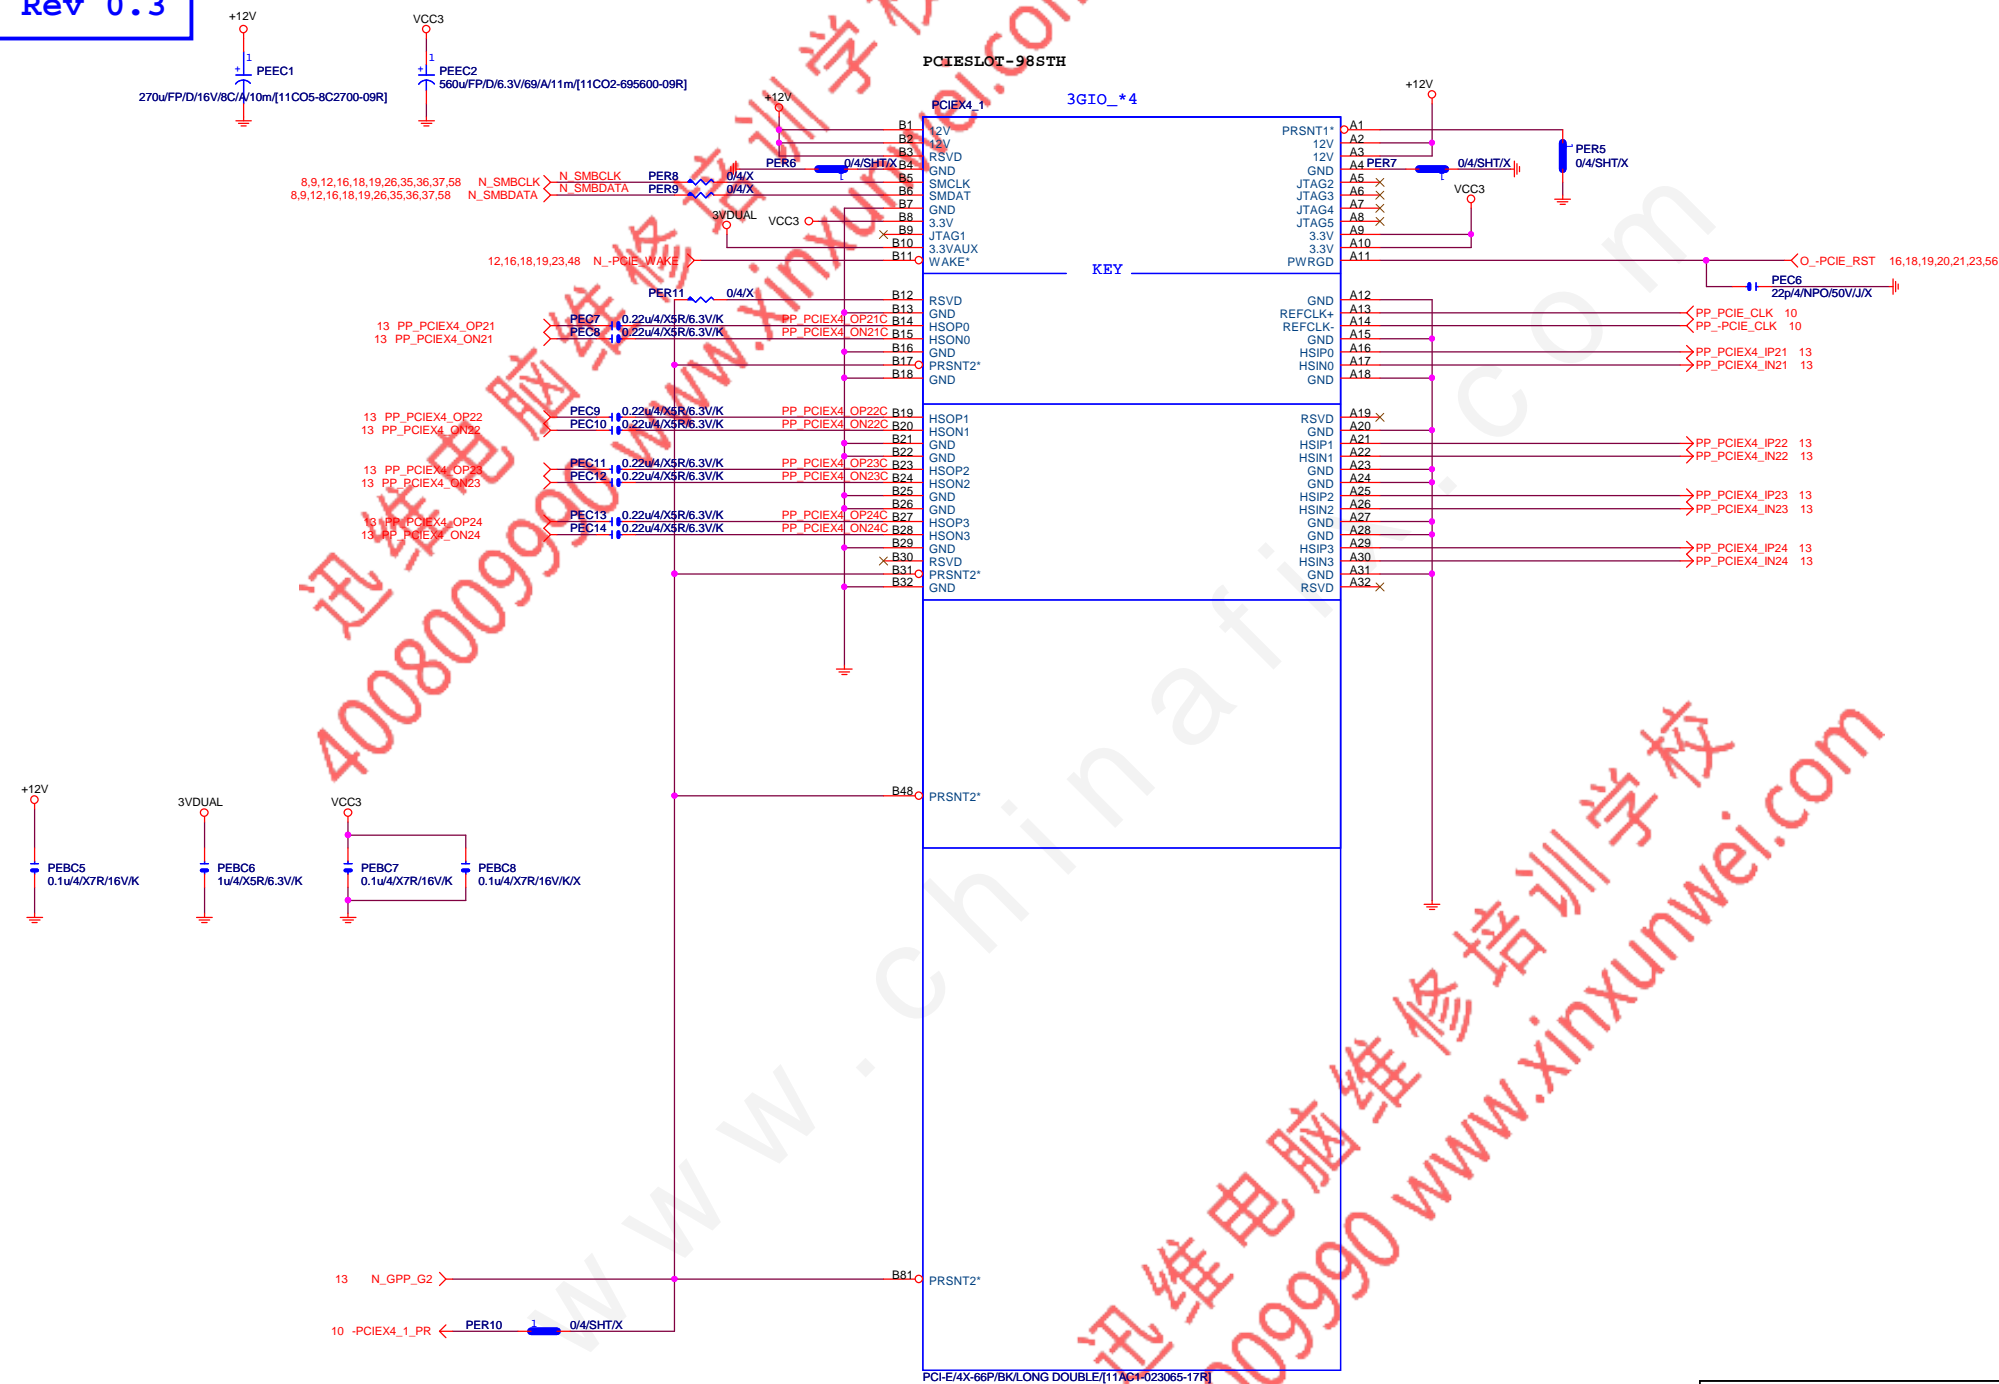 Rev 0.3
+12V
VCC3
PEEC1
270u/FP/D/16V/8C/A/10m/[11CO5-8C2700-09R]
PEEC2
560u/FP/D/6.3V/69/A/11m/[11CO2-695600-09R]
PCIESLOT-98STH
PCIEX4_1
3GIO_*4
+12V
+12V
B1 12V
B2 12V
B3 RSVD
B4 GND
B5 SMCLK
B6 SMDAT
B7 GND
B8 3.3V
B9 JTAG1
B10 3.3VAUX
B11 WAKE*
KEY
B12 RSVD
B13 GND
B14 HSOP0
B15 HSON0
B16 GND
B17 PRSNT2*
B18 GND
B19 HSOP1
B20 HSON1
B21 GND
B22 GND
B23 HSOP2
B24 HSON2
B25 GND
B26 GND
B27 HSOP3
B28 HSON3
B29 GND
B30 RSVD
B31 PRSNT2*
B32 GND
B48 PRSNT2*
B81 PRSNT2*
PRSNT1* A1
12V A2
12V A3
GND A4
JTAG2 A5
JTAG3 A6
JTAG4 A7
JTAG5 A8
3.3V A9
3.3V A10
PWRGD A11
GND A12
REFCLK+ A13
REFCLK- A14
GND A15
HSIP0 A16
HSIN0 A17
GND A18
RSVD A19
GND A20
HSIP1 A21
HSIN1 A22
GND A23
GND A24
HSIP2 A25
HSIN2 A26
GND A27
GND A28
HSIP3 A29
HSIN3 A30
GND A31
RSVD A32
PER6 0/4/SHT/X
8,9,12,16,18,19,26,35,36,37,58 N_SMBCLK N_SMBCLK PER8 0/4/X
8,9,12,16,18,19,26,35,36,37,58 N_SMBDATA N_SMBDATA PER9 0/4/X
3VDUAL VCC3
12,16,18,19,23,48 N_-PCIE_WAKE
PER11 0/4/X
13 PP_PCIEX4_OP21 PEC7 0.22u/4/X5R/6.3V/K PP_PCIEX4_OP21C
13 PP_PCIEX4_ON21 PEC8 0.22u/4/X5R/6.3V/K PP_PCIEX4_ON21C
13 PP_PCIEX4_OP22 PEC9 0.22u/4/X5R/6.3V/K PP_PCIEX4_OP22C
13 PP_PCIEX4_ON22 PEC10 0.22u/4/X5R/6.3V/K PP_PCIEX4_ON22C
13 PP_PCIEX4_OP23 PEC11 0.22u/4/X5R/6.3V/K PP_PCIEX4_OP23C
13 PP_PCIEX4_ON23 PEC12 0.22u/4/X5R/6.3V/K PP_PCIEX4_ON23C
13 PP_PCIEX4_OP24 PEC13 0.22u/4/X5R/6.3V/K PP_PCIEX4_OP24C
13 PP_PCIEX4_ON24 PEC14 0.22u/4/X5R/6.3V/K PP_PCIEX4_ON24C
PER5
0/4/SHT/X
PER7 0/4/SHT/X
VCC3
O_-PCIE_RST 16,18,19,20,21,23,56
PEC6
22p/4/NPO/50V/J/X
PP_PCIE_CLK 10
PP_-PCIE_CLK 10
PP_PCIEX4_IP21 13
PP_PCIEX4_IN21 13
PP_PCIEX4_IP22 13
PP_PCIEX4_IN22 13
PP_PCIEX4_IP23 13
PP_PCIEX4_IN23 13
PP_PCIEX4_IP24 13
PP_PCIEX4_IN24 13
+12V
PEBC5
0.1u/4/X7R/16V/K
3VDUAL
PEBC6
1u/4/X5R/6.3V/K
VCC3
PEBC7
0.1u/4/X7R/16V/K
PEBC8
0.1u/4/X7R/16V/K/X
13 N_GPP_G2
10 -PCIEX4_1_PR PER10 0/4/SHT/X
PCI-E/4X-66P/BK/LONG DOUBLE/[11AC1-023065-17R]
迅维电脑维修培训学校
4008009990 www.xinxunwei.com
迅维电脑维修培训学校
009990 www.xinxunwei.com
www.chinafix.com